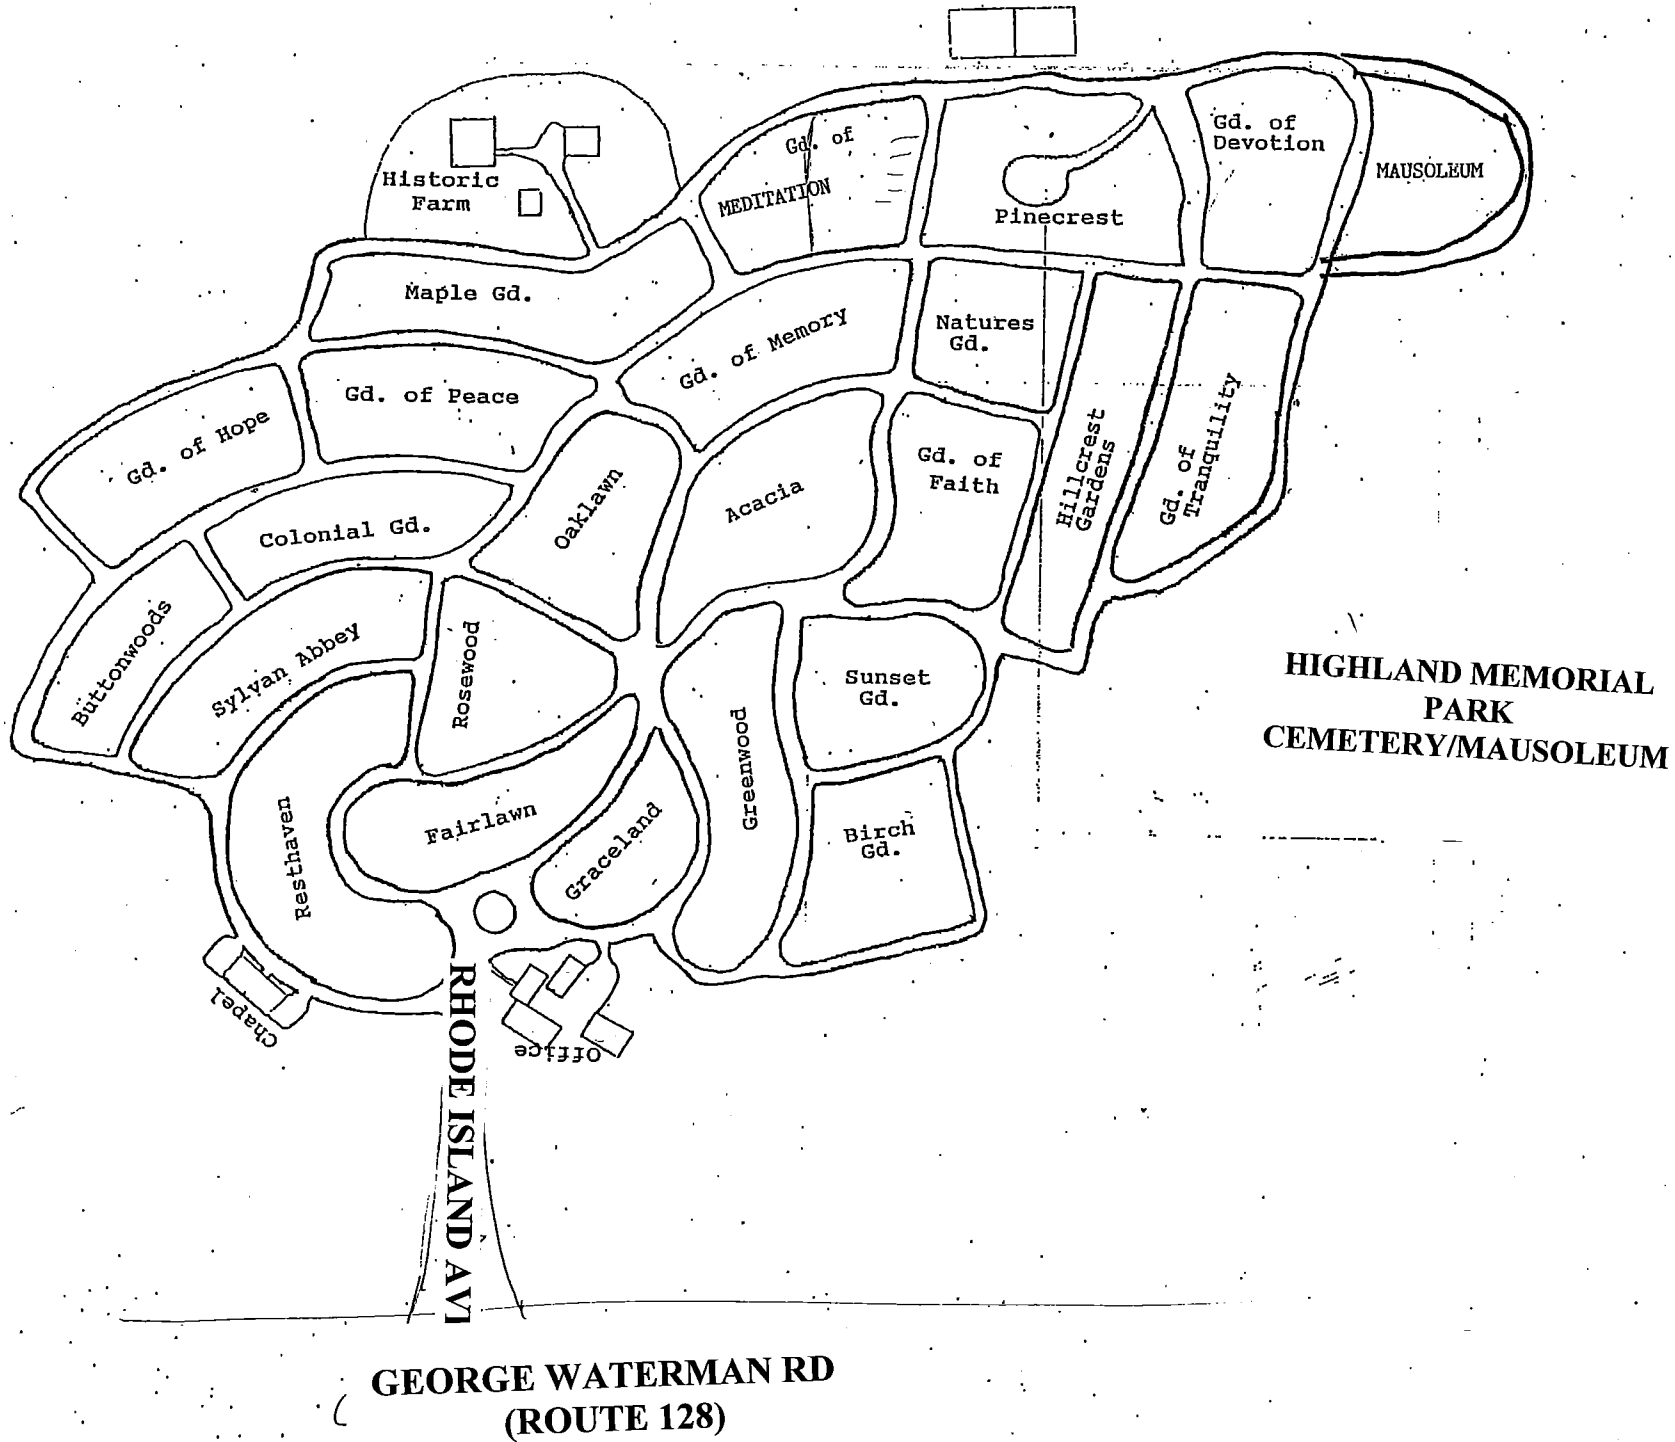 Gd. of
Devotion
Gd. of
MEDITATION
MAUSOLEUM
Historic
Farm
Pinecrest
Maple Gd.
Gd. of Memory
Natures
Gd.
Gd. of Peace
Gd. of Hope
Gd. of
Tranquility
Hillcrest
Gardens
Gd. of
Faith
Acacia
Oaklawn
Colonial Gd.
Buttonwoods
Sylvan Abbey
Rosewood
Sunset
Gd.
HIGHLAND MEMORIAL
PARK
CEMETERY/MAUSOLEUM
Greenwood
Fairlawn
Graceland
Birch
Gd.
Resthaven
Chapel
Office
RHODE ISLAND AV
GEORGE WATERMAN RD
(ROUTE 128)